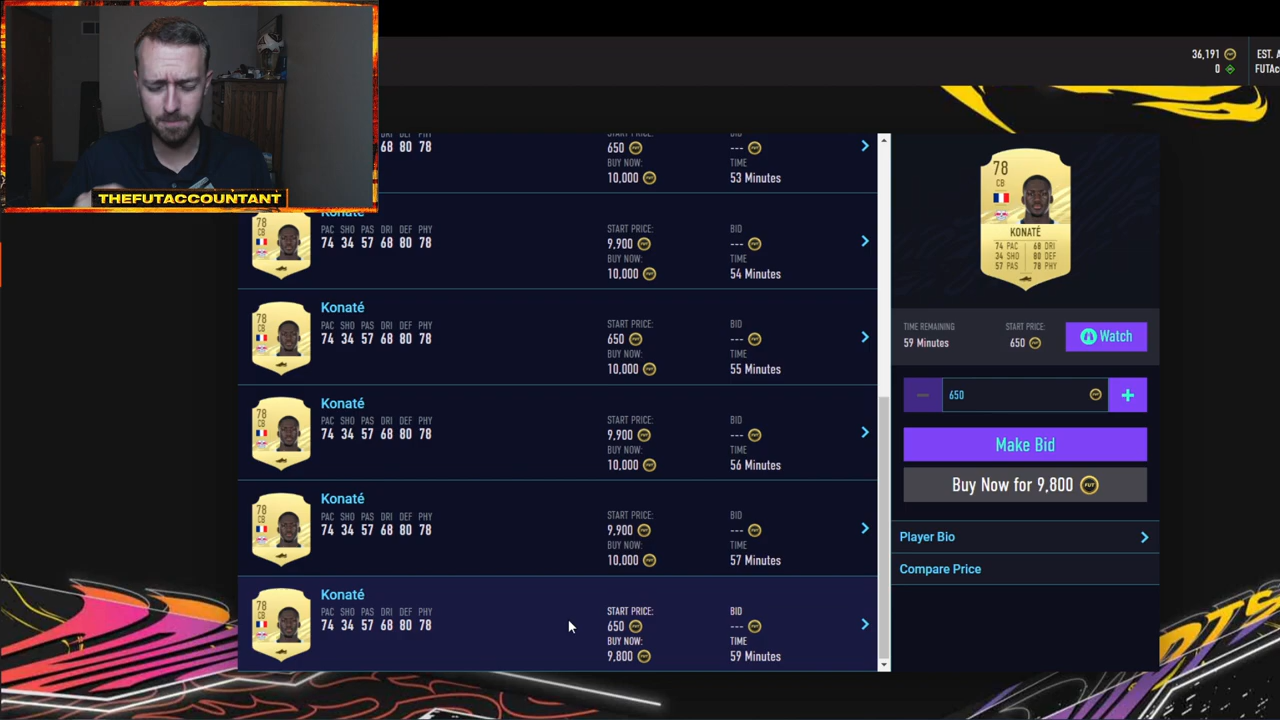 36,191
EST. A
0
FUTAC
THEFUTACCOUNTANT
68 80 78
650
---
BUY NOW: TIME
10,000 53 Minutes
Konaté
PAC SHO PAS DRI DEF PHY
74 34 57 68 80 78
START PRICE: BID
9,900 ---
BUY NOW: TIME
10,000 54 Minutes
78
Konaté
PAC SHO PAS DRI DEF PHY
74 34 57 68 80 78
START PRICE: BID
650 ---
BUY NOW: TIME
10,000 55 Minutes
78
Konaté
PAC SHO PAS DRI DEF PHY
74 34 57 68 80 78
START PRICE: BID
9,900 ---
BUY NOW: TIME
10,000 56 Minutes
78
Konaté
PAC SHO PAS DRI DEF PHY
74 34 57 68 80 78
START PRICE: BID
9,900 ---
BUY NOW: TIME
10,000 57 Minutes
78
Konaté
PAC SHO PAS DRI DEF PHY
74 34 57 68 80 78
START PRICE: BID
650 ---
BUY NOW: TIME
9,800 59 Minutes
78
CB
KONATÉ
74 PAC 68 DRI
34 SHO 80 DEF
57 PAS 78 PHY
TIME REMAINING START PRICE:
59 Minutes 650
Watch
650
+
Make Bid
Buy Now for 9,800
Player Bio
Compare Price